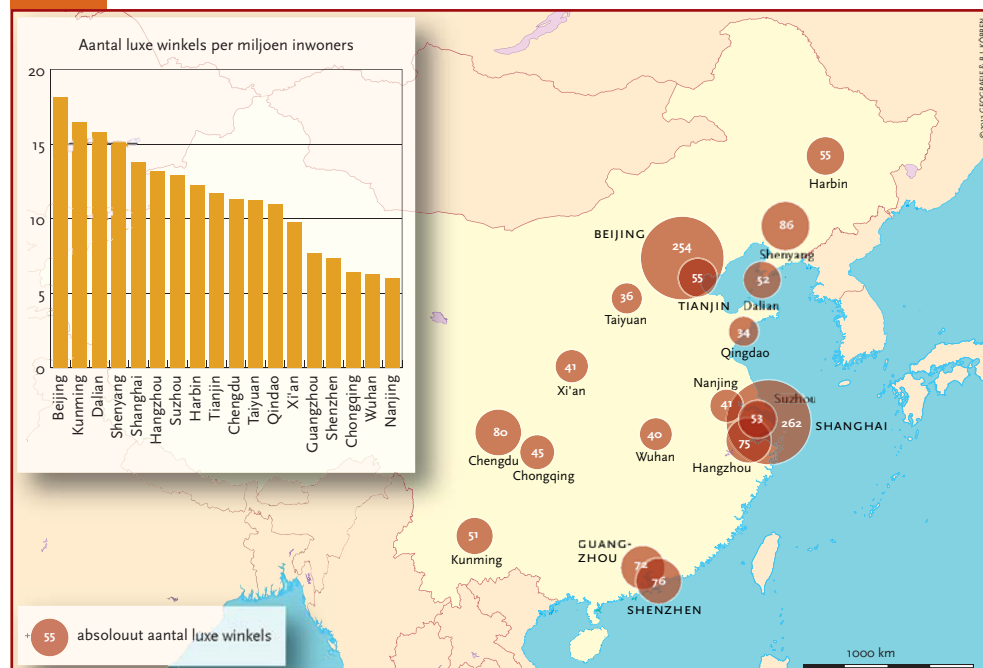 Aantal luxe winkels per miljoen inwoners
20
15
10
5
0
Beijing
Kunming
Dalian
Shenyang
Shanghai
Hangzhou
Suzhou
Harbin
Tianjin
Chengdu
Taiyuan
Qindao
Xi'an
Guangzhou
Shenzhen
Chongqing
Wuhan
Nanjing
55
Harbin
BEIJING
254
86
Shenyang
55
TIANJIN
52
Dalian
36
Taiyuan
34
Qingdao
41
Xi'an
Nanjing
41
Suzhou
53
262
SHANGHAI
75
Hangzhou
80
Chengdu
45
Chongqing
40
Wuhan
51
Kunming
GUANG-
ZHOU
72
76
SHENZHEN
55 absolouut aantal luxe winkels
1000 km